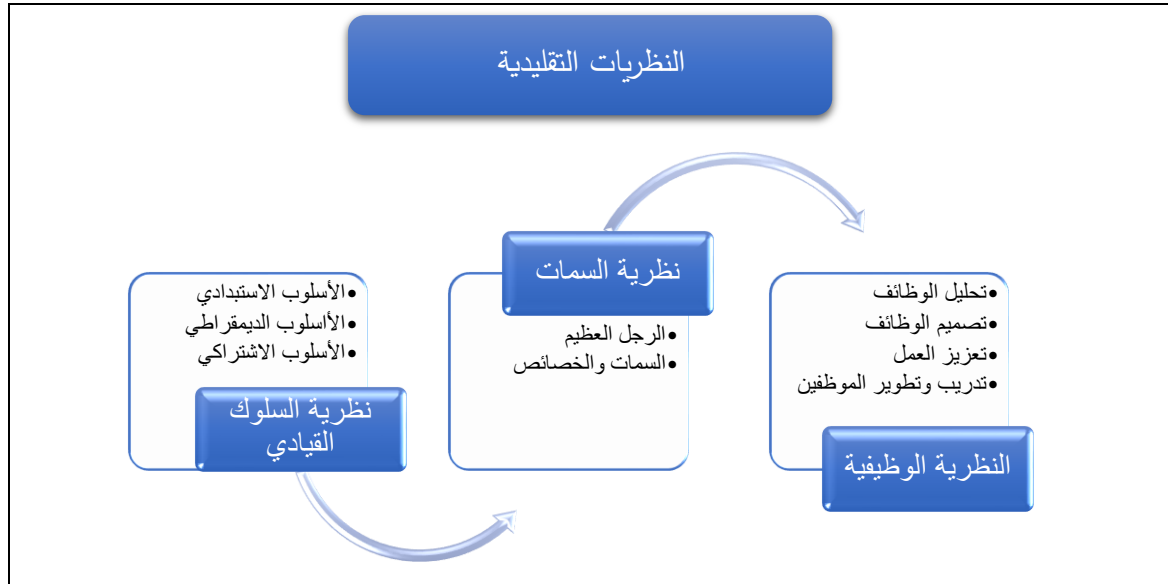 النظريات التقليدية
تحليل الوظائف
تصميم الوظائف
تعزيز العمل
تدريب وتطوير الموظفين
النظرية الوظيفية
نظرية السمات
الرجل العظيم
السمات والخصائص
الأسلوب الاستبدادي
الأاسلوب الديمقراطي
الأسلوب الاشتراكي
نظرية السلوك
القيادي